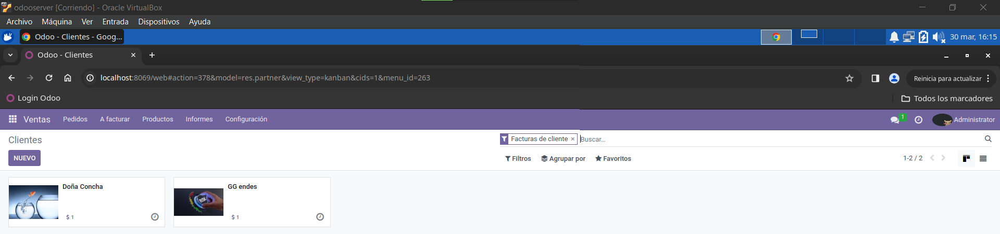 odooserver [Corriendo] - Oracle VirtualBox
Archivo Máquina Ver Entrada Dispositivos Ayuda
Odoo - Clientes - Goog...
30 mar, 16:15
Odoo - Clientes
localhost:8069/web#action=378&model=res.partner&view_type=kanban&cids=1&menu_id=263
Reinicia para actualizar
Login Odoo
Todos los marcadores
Ventas Pedidos A facturar Productos Informes Configuración
1 Administrator
Clientes
Facturas de cliente × Buscar...
NUEVO
Filtros Agrupar por Favoritos
1-2 / 2
Doña Concha
$ 1
GG endes
RISK
$ 1